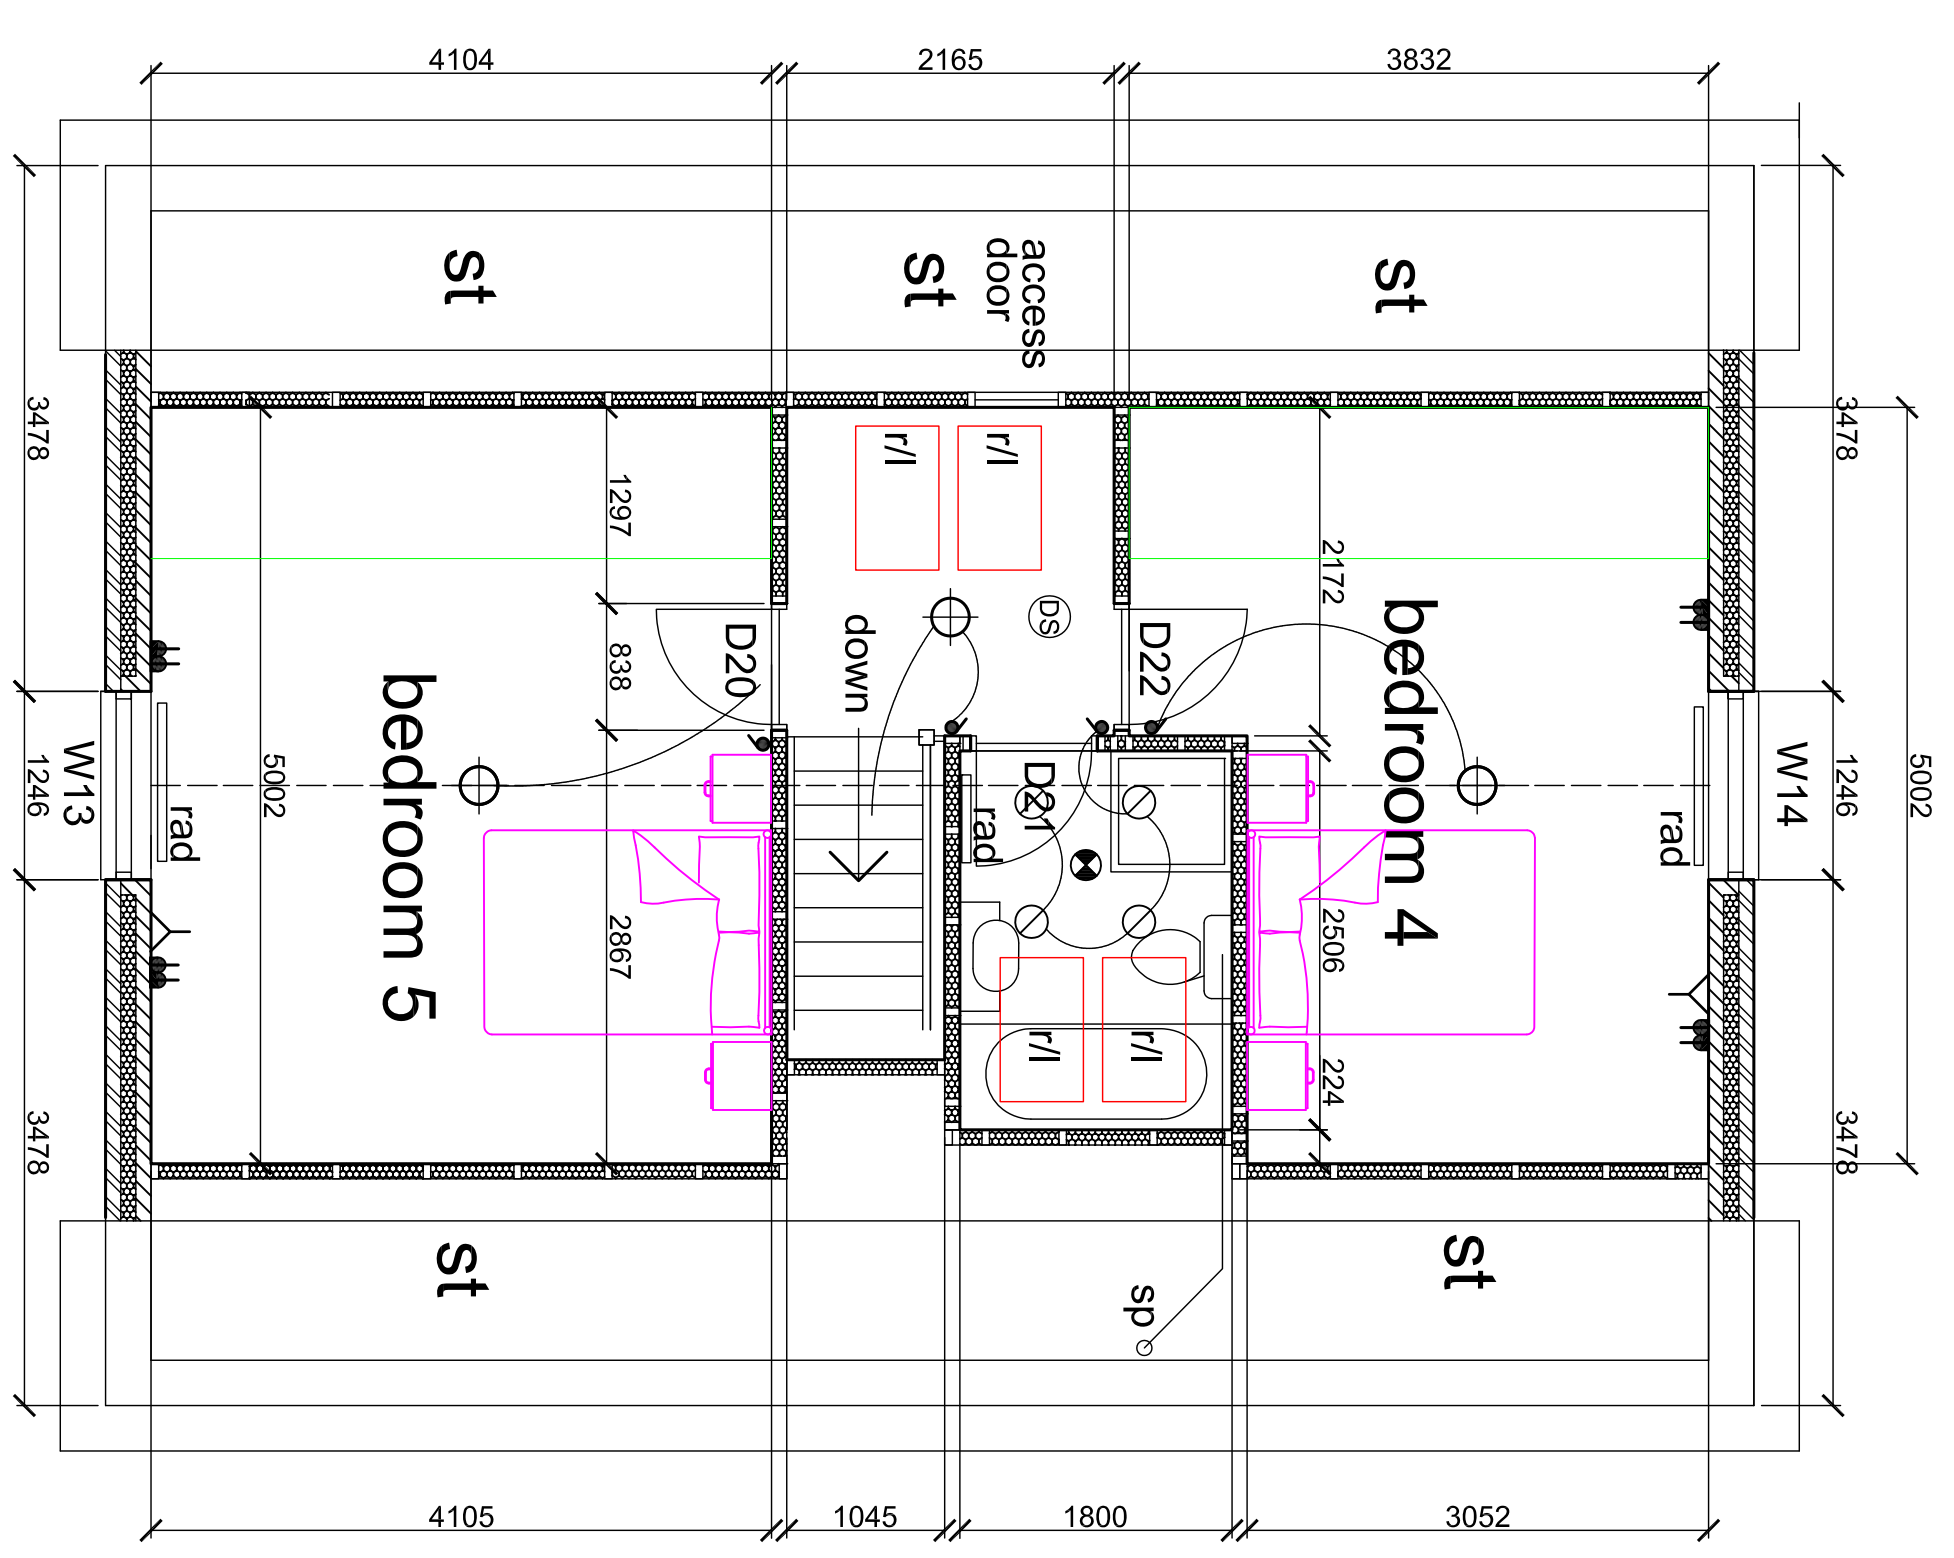 4104
2165
3832
st
st
access
door
st
3478
3478
r/l
r/l
1297
2172
DS
D20
838
down
D22
bedroom 4
bedroom 5
W13
1246
rad
5002
rad
D21
rad
W14
1246
5002
2867
2506
r/l
r/l
224
3478
3478
st
sp
st
4105
1045
1800
3052